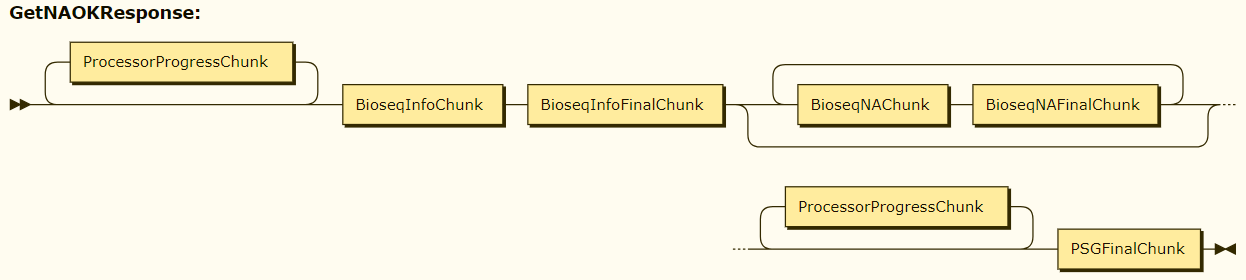 GetNAOKResponse:
ProcessorProgressChunk
BioseqInfoChunk
BioseqInfoFinalChunk
BioseqNAChunk
BioseqNAFinalChunk
ProcessorProgressChunk
PSGFinalChunk